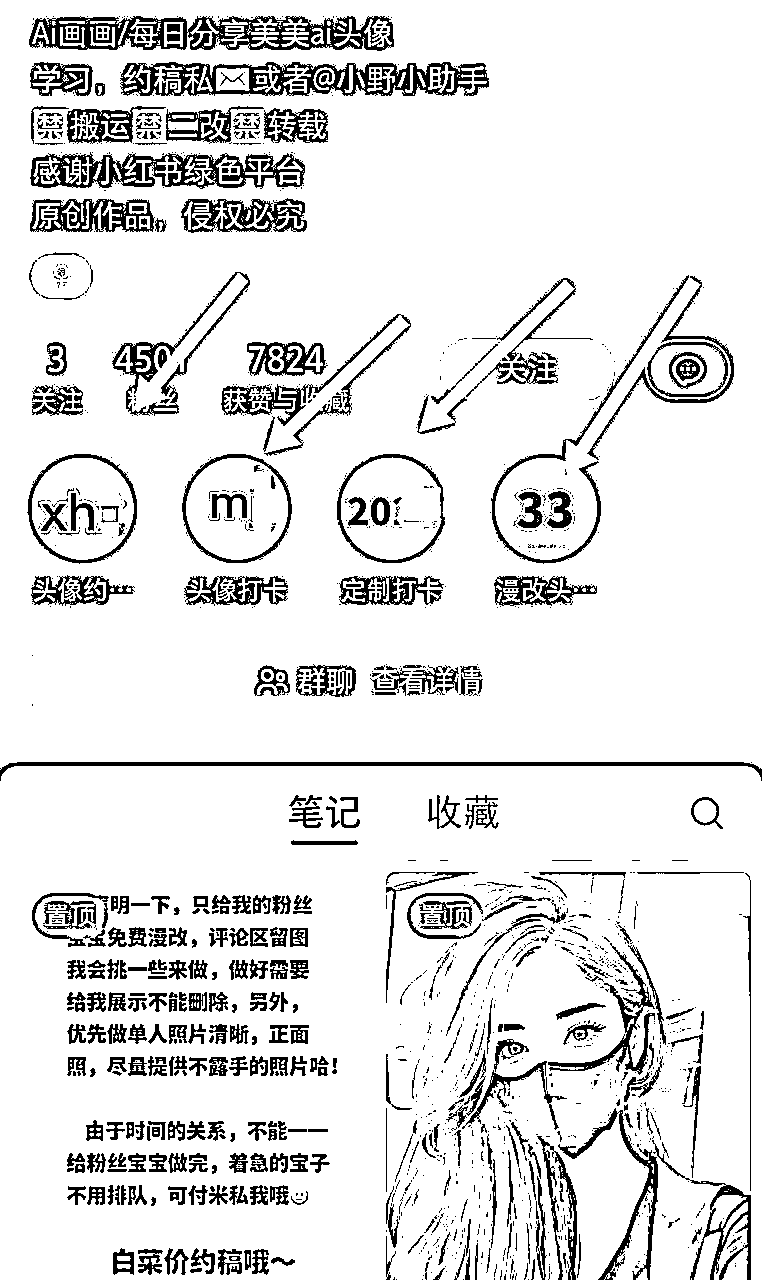 Ai画画/每日分享美美ai头像
学习，约稿私✉或者@小野小助手
禁搬运禁二改禁转载
感谢小红书绿色平台
原创作品，侵权必究
3
关注
粉丝
7824
获赞与收藏
关注
xh
m
20
33
头像约…
头像打卡
定制打卡
漫改头…
群聊 查看详情
笔记
收藏
置顶
明一下，只给我的粉丝
宝免费漫改，评论区留图
我会挑一些来做，做好需要
给我展示不能删除，另外，
优先做单人照片清晰，正面
照，尽量提供不露手的照片哈！
由于时间的关系，不能一一
给粉丝宝宝做完，着急的宝子
不用排队，可付米私我哦
白菜价约稿哦～
置顶